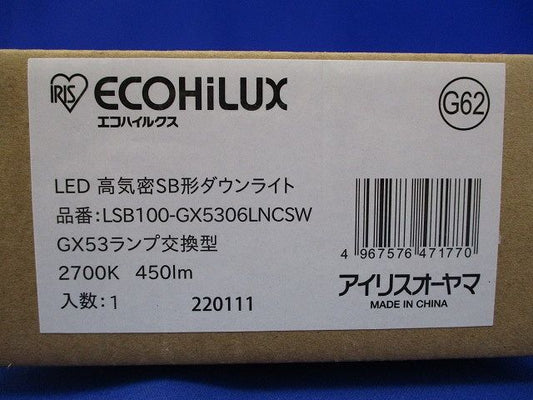 IRIS ECOHiLUX
エコハイルクス
G62
LED 高気密SB形ダウンライト
品番:LSB100-GX5306LNCSW
GX53ランプ交換型
2700K 450lm
入数:1 220111
4 967576 471770
アイリスオーヤマ
MADE IN CHINA